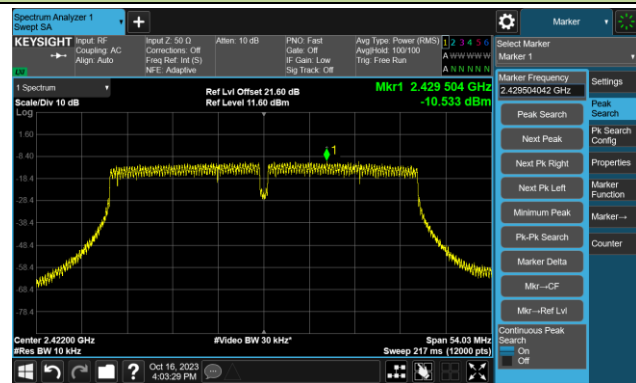 Spectrum Analyzer 1
Swept SA
Marker
KEYSIGHT
Input: RF
Coupling: AC
Align: Auto
Input Z: 50 Ω
Corrections: Off
Freq Ref: Int (S)
NFE: Adaptive
Atten: 10 dB
PNO: Fast
Gate: Off
IF Gain: Low
Sig Track: Off
Avg Type: Power (RMS)
Avg|Hold: 100/100
Trig: Free Run
1 2 3 4 5 6
A W W W W W
A N N N N N
Select Marker
Marker 1
1 Spectrum
Scale/Div 10 dB
Log
Ref Lvl Offset 21.60 dB
Ref Level 11.60 dBm
Mkr1 2.429 504 GHz
-10.533 dBm
1.60
-8.40
-18.4
-28.4
-38.4
-48.4
-58.4
-68.4
-78.4
1
Center 2.42200 GHz
#Res BW 10 kHz
#Video BW 30 kHz*
Span 54.03 MHz
Sweep 217 ms (12000 pts)
Marker Frequency
2.429504042 GHz
Peak Search
Next Peak
Next Pk Right
Next Pk Left
Minimum Peak
Pk-Pk Search
Marker Delta
Mkr→CF
Mkr→Ref Lvl
Continuous Peak
Search
On
Off
Settings
Peak
Search
Pk Search
Config
Properties
Marker
Function
Marker→
Counter
?
Oct 16, 2023
4:03:29 PM